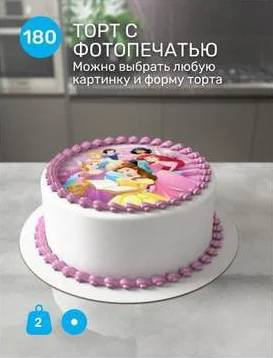 180
ТОРТ С
ФОТОПЕЧАТЬЮ
Можно выбрать любую
картинку и форму торта
2